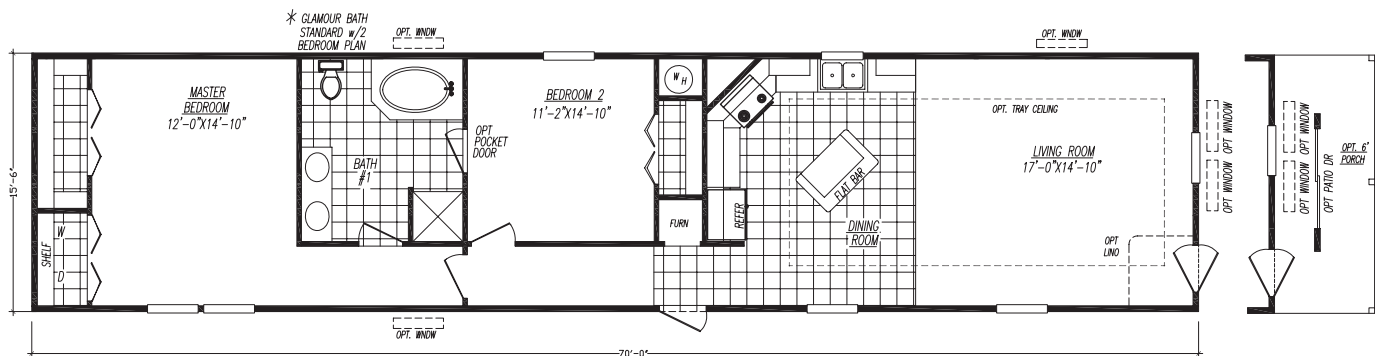 * GLAMOUR BATH
STANDARD w/2
BEDROOM PLAN
OPT. WNDW
OPT. WNDW
MASTER
BEDROOM
12'-0"X14'-10"
BEDROOM 2
11'-2"X14'-10"
WH
OPT. TRAY CEILING
LIVING ROOM
17'-0"X14'-10"
OPT
POCKET
DOOR
BATH
#1
15'-6"
SHELF
W
D
FURN
REFER
FLAT BAR
DINING
ROOM
OPT
LINO
OPT WINDOW
OPT WINDOW
OPT WINDOW
OPT WINDOW
OPT PATIO DR
OPT. 6'
PORCH
OPT. WNDW
70'-0"